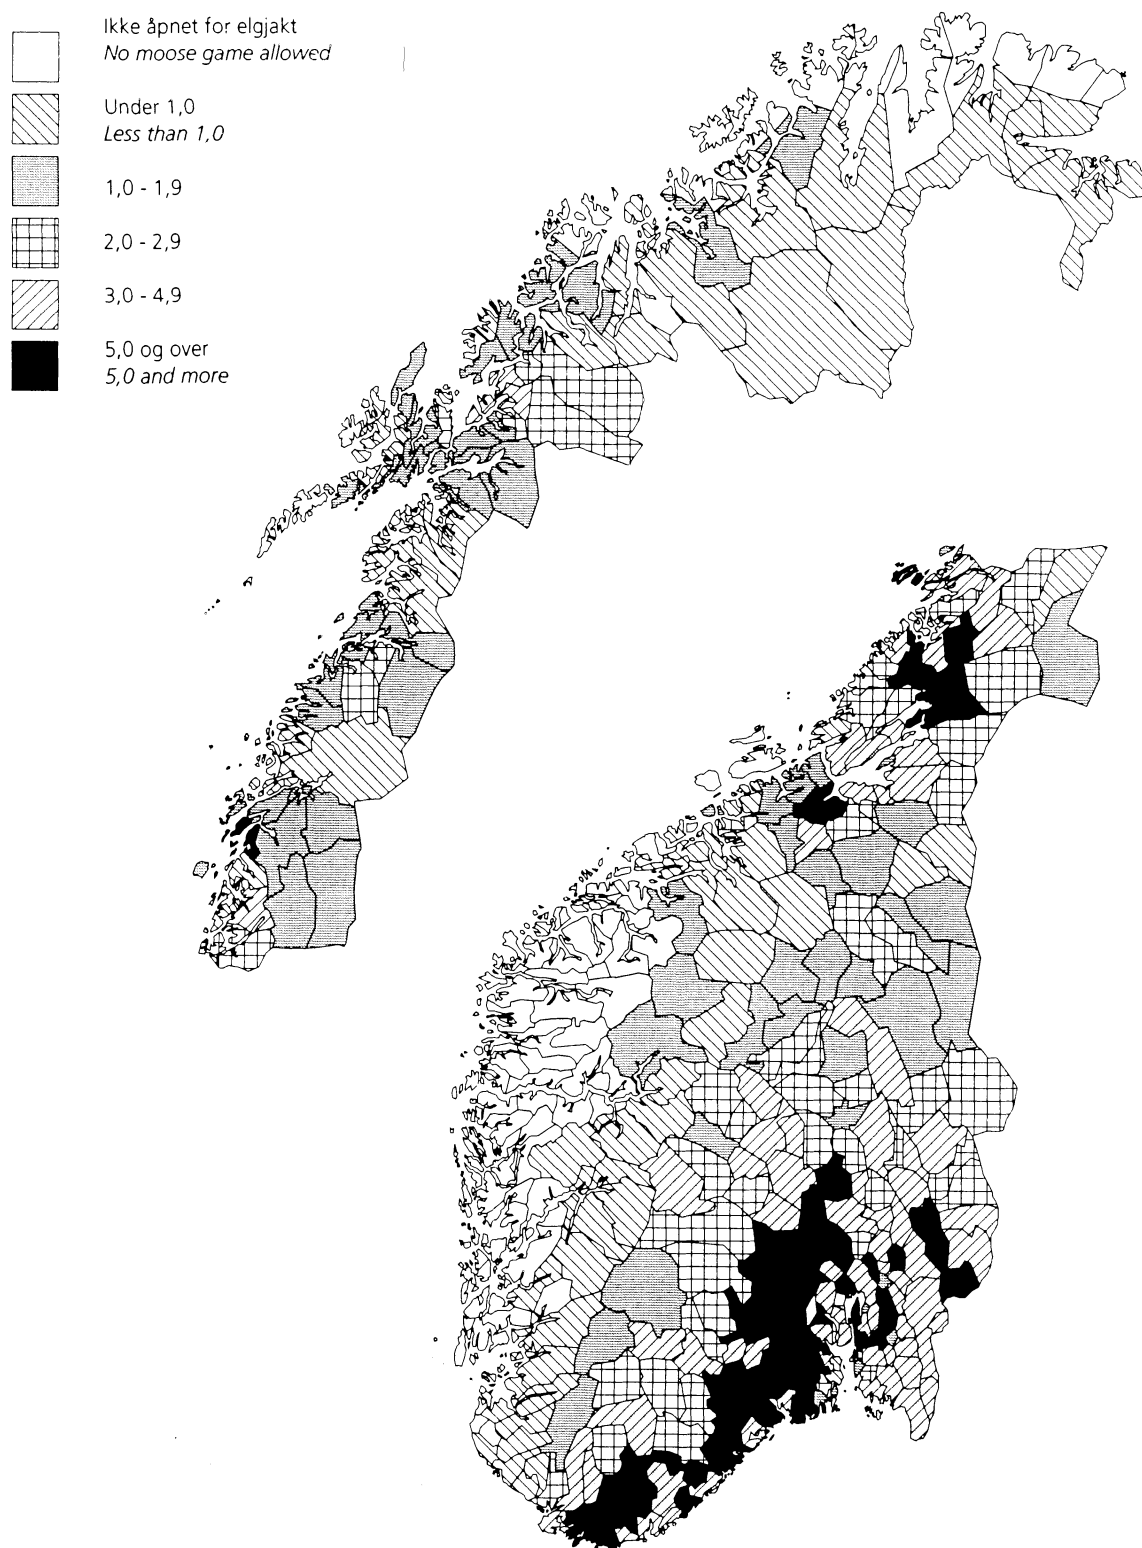 Ikke åpnet for elgjakt
No moose game allowed
Under 1,0
Less than 1,0
1,0 - 1,9
2,0 - 2,9
3,0 - 4,9
5,0 og over
5,0 and more